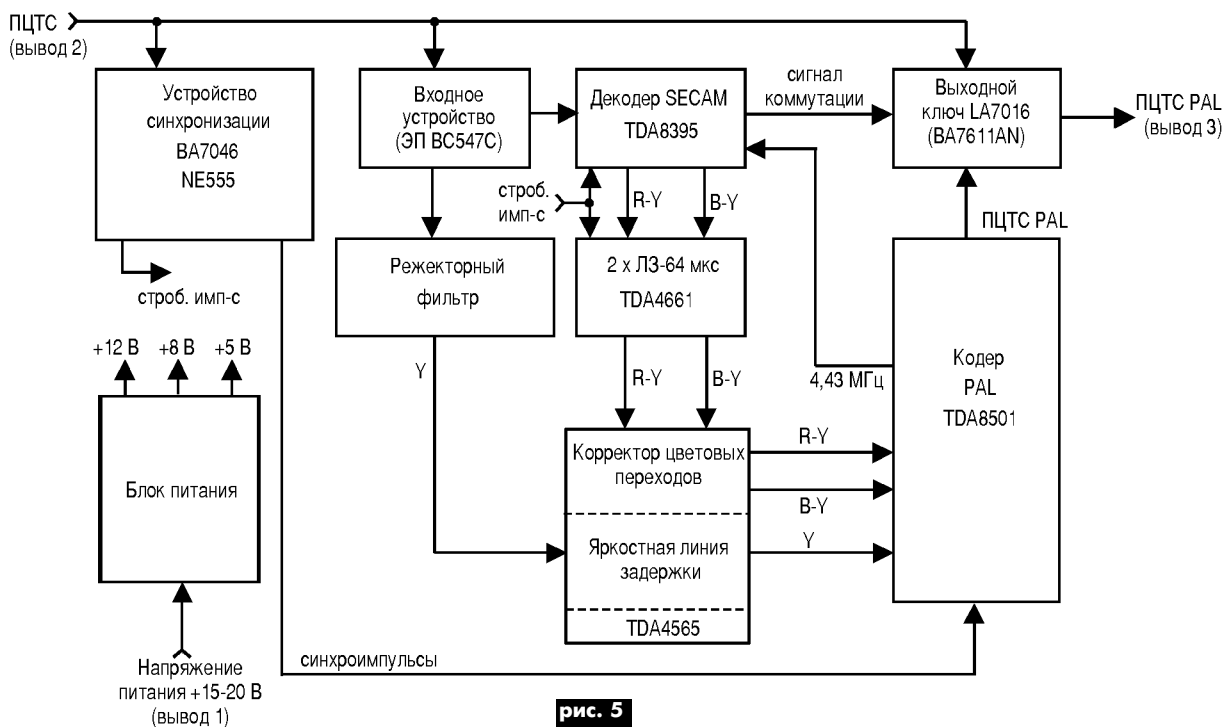 ПЦТС
(вывод 2)
Устройство
синхронизации
BA7046
NE555
строб. имп-с
Входное
устройство
(ЭП BC547C)
Декодер SECAM
TDA8395
сигнал
коммутации
Выходной
ключ LA7016
(BA7611AN)
ПЦТС PAL
(вывод 3)
строб.
имп-с
R-Y
B-Y
ПЦТС PAL
Режекторный
фильтр
2 x ЛЗ-64 мкс
TDA4661
+12 В
+8 В
+5 В
Y
R-Y
B-Y
4,43 МГц
Кодер
PAL
TDA8501
Блок питания
Корректор цветовых
переходов
R-Y
B-Y
Яркостная линия
задержки
Y
TDA4565
Напряжение
питания +15-20 В
(вывод 1)
синхроимпульсы
рис. 5